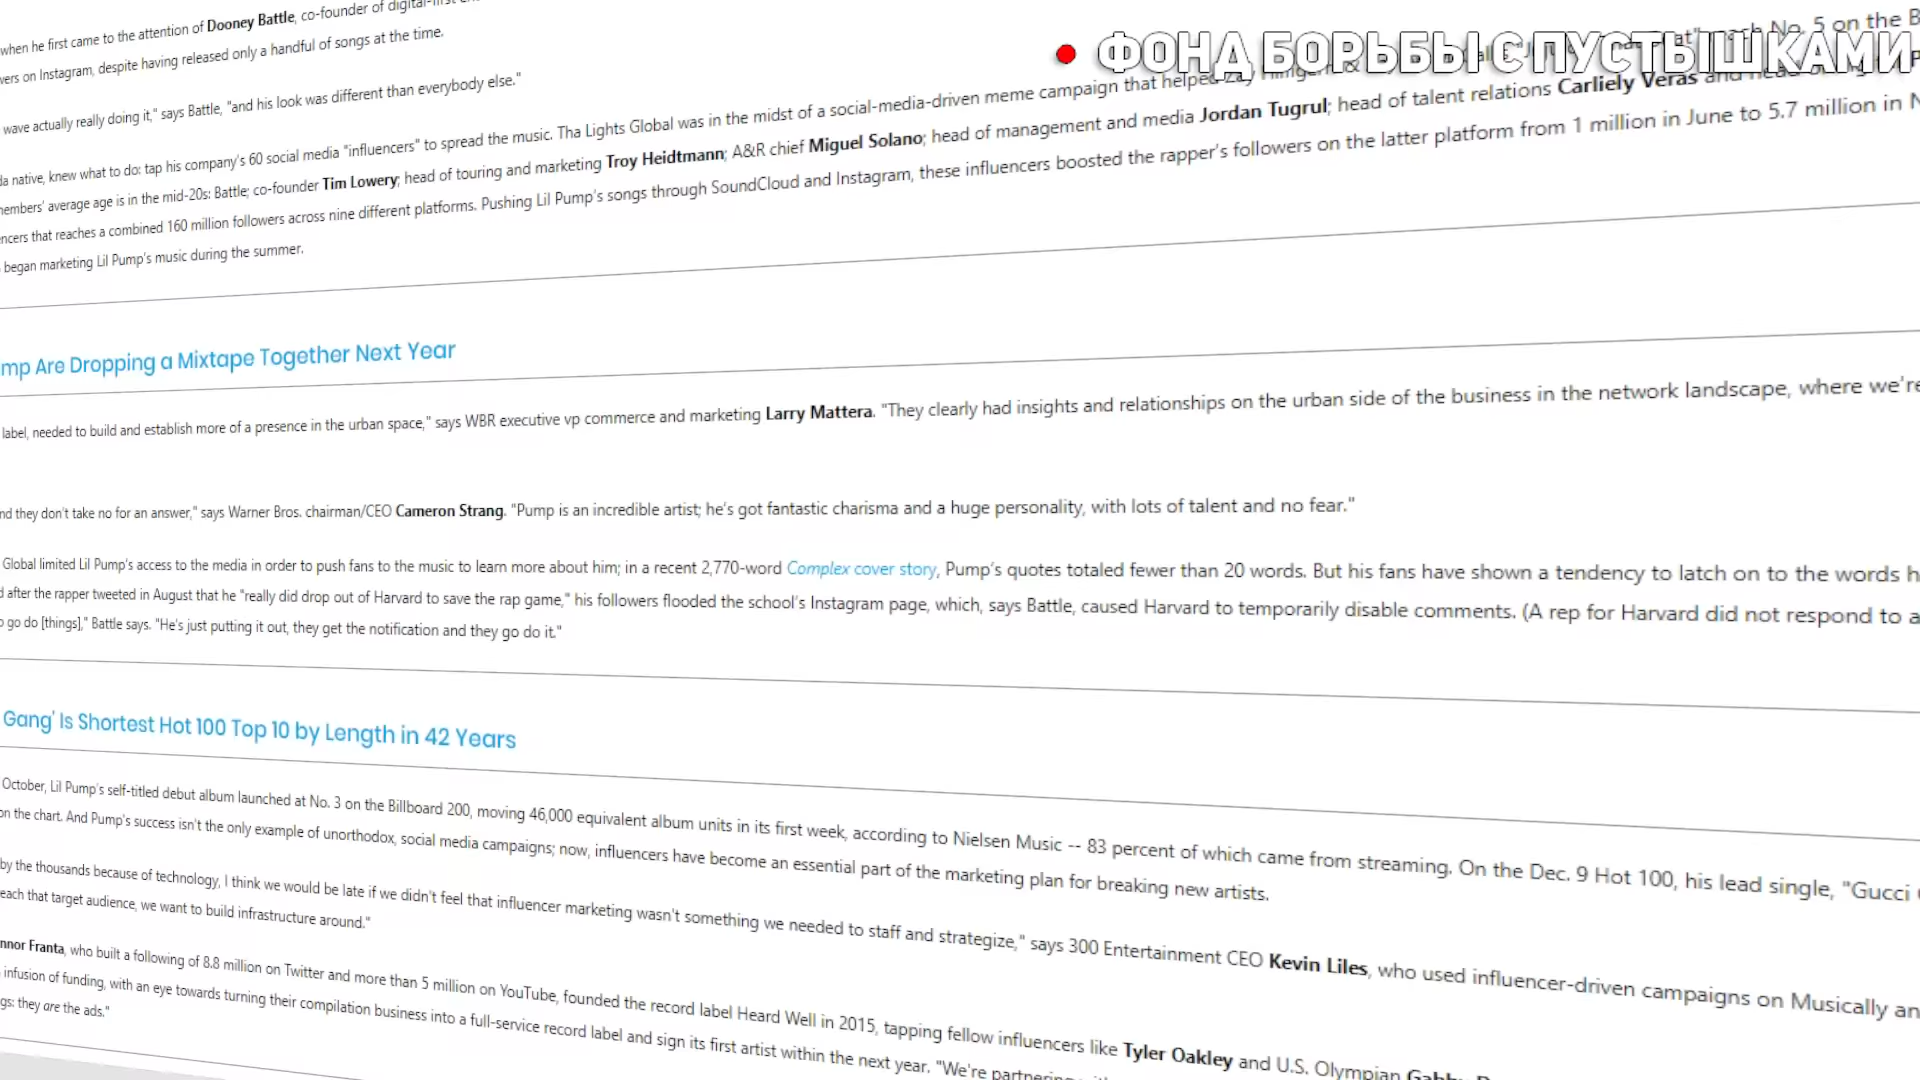 ФОНД БОРЬБЫ С ПУСТЫШКАМИ
when he first came to the attention of Dooney Battle, co-founder of
on Instagram, despite having released only a handful of songs at the time.
wave actually really doing it," says Battle, "and his look was different than everybody else."
native, knew what to do: tap his company's 60 social media "influencers" to spread the music. Tha Lights Global was in the midst of a social-media-driven meme campaign that helped No. 5 on the
members' average age is in the mid-20s: Battle; co-founder Tim Lowery; head of touring and marketing Troy Heidtmann; A&R chief Miguel Solano; head of management and media Jordan Tugrul; head of talent relations Carliely Veras and
that reaches a combined 160 million followers across nine different platforms. Pushing Lil Pump's songs through SoundCloud and Instagram, these influencers boosted the rapper's followers on the latter platform from 1 million in June to 5.7 million in
began marketing Lil Pump's music during the summer.
mp Are Dropping a Mixtape Together Next Year
label, needed to build and establish more of a presence in the urban space," says WBR executive vp commerce and marketing Larry Mattera. "They clearly had insights and relationships on the urban side of the business in the network landscape, where we're
nd they don't take no for an answer," says Warner Bros. chairman/CEO Cameron Strang. "Pump is an incredible artist; he's got fantastic charisma and a huge personality, with lots of talent and no fear."
Global limited Lil Pump's access to the media in order to push fans to the music to learn more about him; in a recent 2,770-word Complex cover story, Pump's quotes totaled fewer than 20 words. But his fans have shown a tendency to latch on to the words h
d after the rapper tweeted in August that he "really did drop out of Harvard to save the rap game," his followers flooded the school's Instagram page, which, says Battle, caused Harvard to temporarily disable comments. (A rep for Harvard did not respond to a
o go do [things]," Battle says. "He's just putting it out, they get the notification and they go do it."
Gang' Is Shortest Hot 100 Top 10 by Length in 42 Years
October, Lil Pump's self-titled debut album launched at No. 3 on the Billboard 200, moving 46,000 equivalent album units in its first week, according to Nielsen Music -- 83 percent of which came from streaming. On the Dec. 9 Hot 100, his lead single, "Gucci
on the chart. And Pump's success isn't the only example of unorthodox, social media campaigns; now, influencers have become an essential part of the marketing plan for breaking new artists.
by the thousands because of technology, I think we would be late if we didn't feel that influencer marketing wasn't something we needed to staff and strategize," says 300 Entertainment CEO Kevin Liles, who used influencer-driven campaigns on Musically an
each that target audience, we want to build infrastructure around."
nnor Franta, who built a following of 8.8 million on Twitter and more than 5 million on YouTube, founded the record label Heard Well in 2015, tapping fellow influencers like Tyler Oakley and U.S. Olympian
infusion of funding, with an eye towards turning their compilation business into a full-service record label and sign its first artist within the next year. "We're
gs: they are the ads."